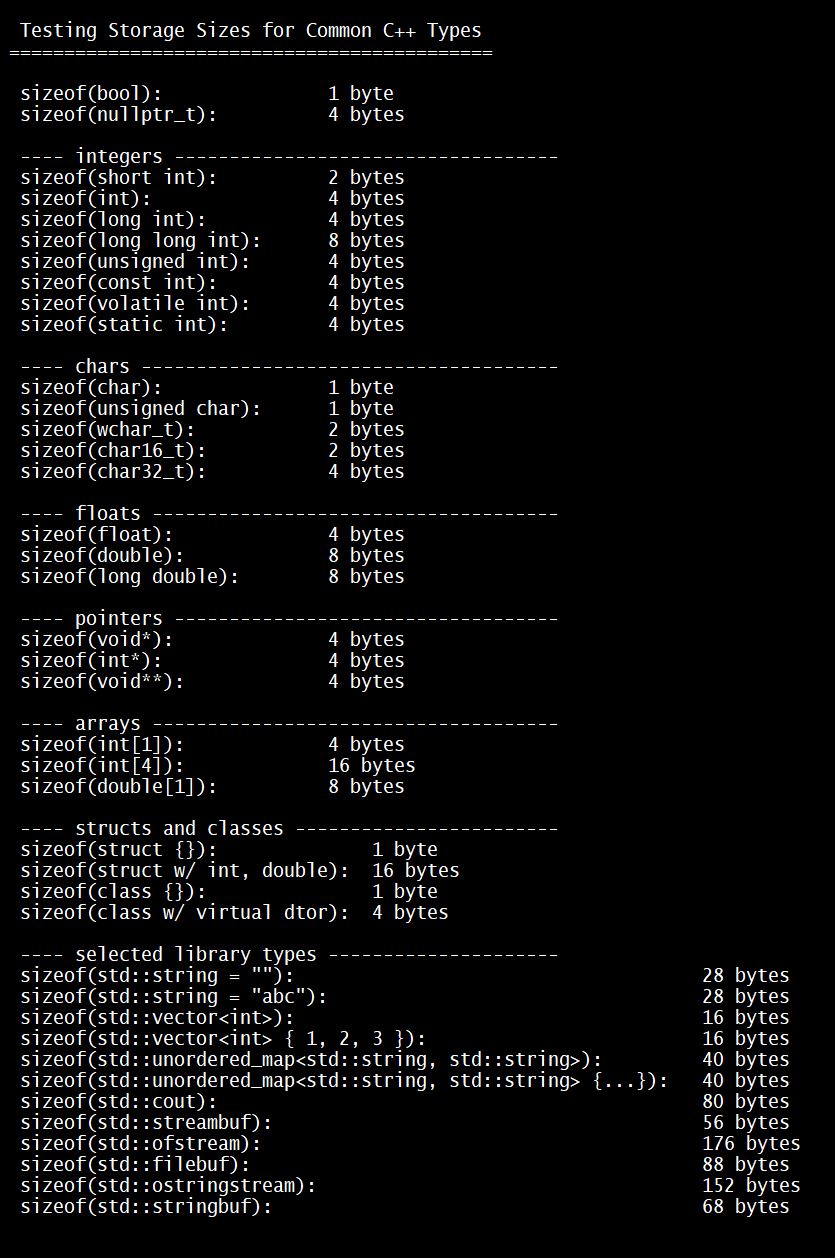 Testing Storage Sizes for Common C++ Types
============================================
sizeof(bool): 1 byte
sizeof(nullptr_t): 4 bytes
---- integers -----------------------------------
sizeof(short int): 2 bytes
sizeof(int): 4 bytes
sizeof(long int): 4 bytes
sizeof(long long int): 8 bytes
sizeof(unsigned int): 4 bytes
sizeof(const int): 4 bytes
sizeof(volatile int): 4 bytes
sizeof(static int): 4 bytes
---- chars --------------------------------------
sizeof(char): 1 byte
sizeof(unsigned char): 1 byte
sizeof(wchar_t): 2 bytes
sizeof(char16_t): 2 bytes
sizeof(char32_t): 4 bytes
---- floats -------------------------------------
sizeof(float): 4 bytes
sizeof(double): 8 bytes
sizeof(long double): 8 bytes
---- pointers -----------------------------------
sizeof(void*): 4 bytes
sizeof(int*): 4 bytes
sizeof(void**): 4 bytes
---- arrays -------------------------------------
sizeof(int[1]): 4 bytes
sizeof(int[4]): 16 bytes
sizeof(double[1]): 8 bytes
---- structs and classes ------------------------
sizeof(struct {}): 1 byte
sizeof(struct w/ int, double): 16 bytes
sizeof(class {}): 1 byte
sizeof(class w/ virtual dtor): 4 bytes
---- selected library types ---------------------
sizeof(std::string = ""): 28 bytes
sizeof(std::string = "abc"): 28 bytes
sizeof(std::vector<int>): 16 bytes
sizeof(std::vector<int> { 1, 2, 3 }): 16 bytes
sizeof(std::unordered_map<std::string, std::string>): 40 bytes
sizeof(std::unordered_map<std::string, std::string> {...}): 40 bytes
sizeof(std::cout): 80 bytes
sizeof(std::streambuf): 56 bytes
sizeof(std::ofstream): 176 bytes
sizeof(std::filebuf): 88 bytes
sizeof(std::ostringstream): 152 bytes
sizeof(std::stringbuf): 68 bytes